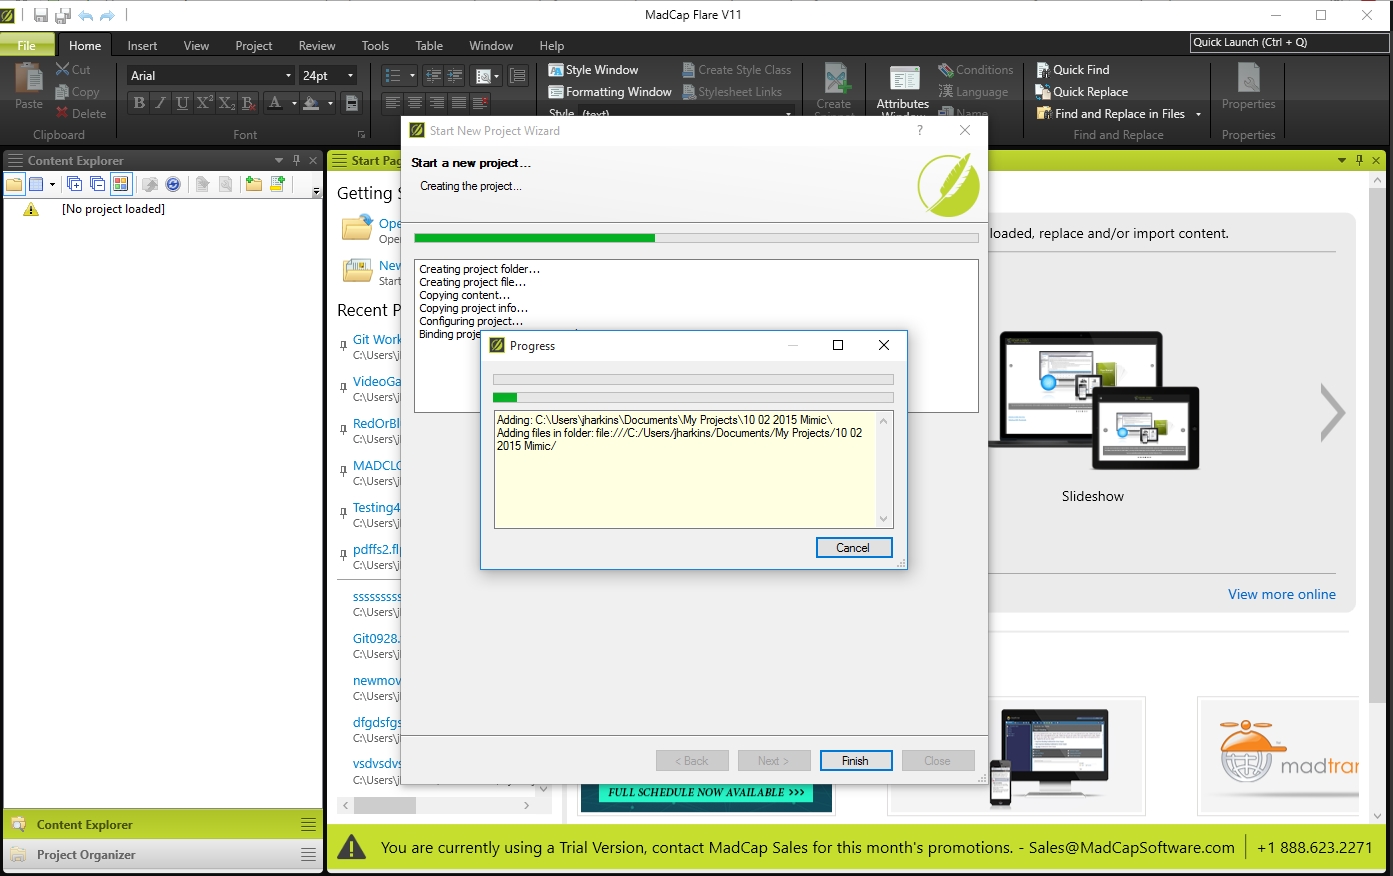 MadCap Flare V11
File Home Insert View Project Review Tools Table Window Help
Quick Launch (Ctrl + Q)
Paste
Cut
Copy
Delete
Clipboard
Arial 24pt
B I U X² X₂ B
Font
Style Window
Formatting Window
Style (text)
Create Style Class
Stylesheet Links
Create
Attributes
Conditions
Language
Name
Quick Find
Quick Replace
Find and Replace in Files
Find and Replace
Properties
Properties
Content Explorer
[No project loaded]
Content Explorer
Project Organizer
Start Pag
Getting S
Ope
Open
New
Start
Recent P
Git Work
C:\Users\j
VideoGa
C:\Users\j
RedOrBl
C:\Users\j
MADCLO
C:\Users\j
Testing4
C:\Users\j
pdffs2.fl
C:\Users\j
sssssssss
C:\Users\j
Git0928.
C:\Users\j
newmov
C:\Users\j
dfgdsfgs
C:\Users\j
vsdvsdvs
C:\Users\j
Start New Project Wizard
?
Start a new project...
Creating the project...
Creating project folder...
Creating project file...
Copying content...
Copying project info...
Configuring project...
Binding proje
Progress
Adding: C:\Users\jharkins\Documents\My Projects\10 02 2015 Mimic\
Adding files in folder: file:///C:/Users/jharkins/Documents/My Projects/10 02
2015 Mimic/
Cancel
< Back Next > Finish Close
loaded, replace and/or import content.
Slideshow
View more online
FULL SCHEDULE NOW AVAILABLE >>>
madtran
You are currently using a Trial Version, contact MadCap Sales for this month's promotions. - Sales@MadCapSoftware.com +1 888.623.2271